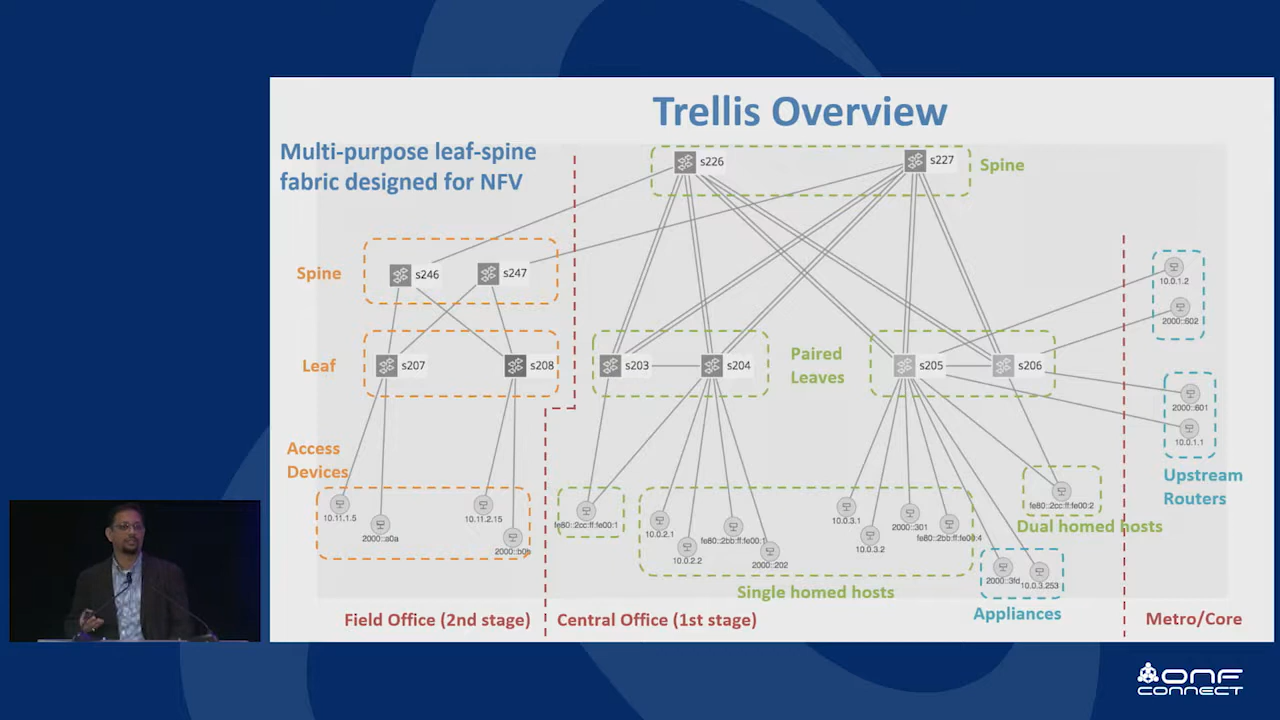 Trellis Overview
Multi-purpose leaf-spine
fabric designed for NFV
s226
s227
Spine
Spine
s246
s247
10.0.1.2
2000::602
Leaf
s207
s208
s203
s204
Paired
Leaves
s205
s206
2000::601
10.0.1.1
Access
Devices
Upstream
Routers
10.11.1.5
2000::a0a
10.11.2.15
fe80::2cc:ff:fe00:1
10.0.2.1
10.0.2.2
fe80::2bb:ff:fe00:1
2000::202
10.0.3.1
10.0.3.2
2000::301
fe80::2bb:ff:fe00:4
fe80::2cc:ff:fe00:2
Dual homed hosts
2000::3fd
10.0.3.253
Single homed hosts
Appliances
Field Office (2nd stage)
Central Office (1st stage)
Metro/Core
ONF
CONNECT